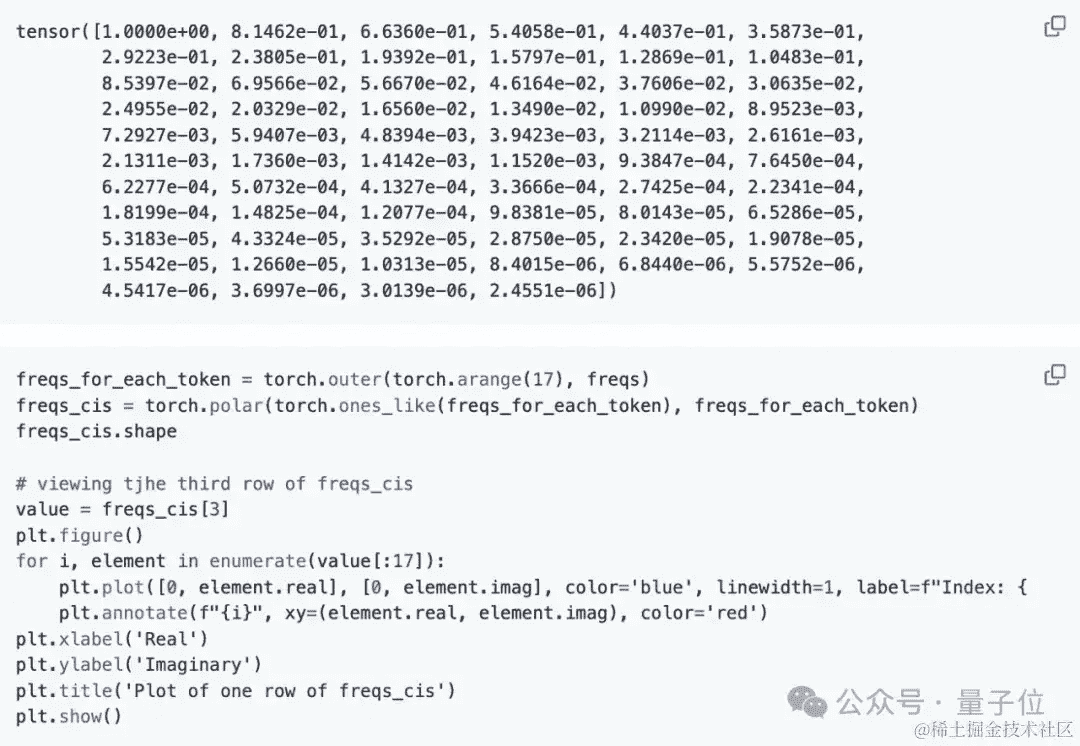 tensor([1.0000e+00, 8.1462e-01, 6.6360e-01, 5.4058e-01, 4.4037e-01, 3.5873e-01,
        2.9223e-01, 2.3805e-01, 1.9392e-01, 1.5797e-01, 1.2869e-01, 1.0483e-01,
        8.5397e-02, 6.9566e-02, 5.6670e-02, 4.6164e-02, 3.7606e-02, 3.0635e-02,
        2.4955e-02, 2.0329e-02, 1.6560e-02, 1.3490e-02, 1.0990e-02, 8.9523e-03,
        7.2927e-03, 5.9407e-03, 4.8394e-03, 3.9423e-03, 3.2114e-03, 2.6161e-03,
        2.1311e-03, 1.7360e-03, 1.4142e-03, 1.1520e-03, 9.3847e-04, 7.6450e-04,
        6.2277e-04, 5.0732e-04, 4.1327e-04, 3.3666e-04, 2.7425e-04, 2.2341e-04,
        1.8199e-04, 1.4825e-04, 1.2077e-04, 9.8381e-05, 8.0143e-05, 6.5286e-05,
        5.3183e-05, 4.3324e-05, 3.5292e-05, 2.8750e-05, 2.3420e-05, 1.9078e-05,
        1.5542e-05, 1.2660e-05, 1.0313e-05, 8.4015e-06, 6.8440e-06, 5.5752e-06,
        4.5417e-06, 3.6997e-06, 3.0139e-06, 2.4551e-06])
freqs_for_each_token = torch.outer(torch.arange(17), freqs)
freqs_cis = torch.polar(torch.ones_like(freqs_for_each_token), freqs_for_each_token)
freqs_cis.shape
# viewing tjhe third row of freqs_cis
value = freqs_cis[3]
plt.figure()
for i, element in enumerate(value[:17]):
    plt.plot([0, element.real], [0, element.imag], color='blue', linewidth=1, label=f"Index: {
    plt.annotate(f"{i}", xy=(element.real, element.imag), color='red')
plt.xlabel('Real')
plt.ylabel('Imaginary')
plt.title('Plot of one row of freqs_cis')
plt.show()
公众号 · 量子位
@稀土掘金技术社区